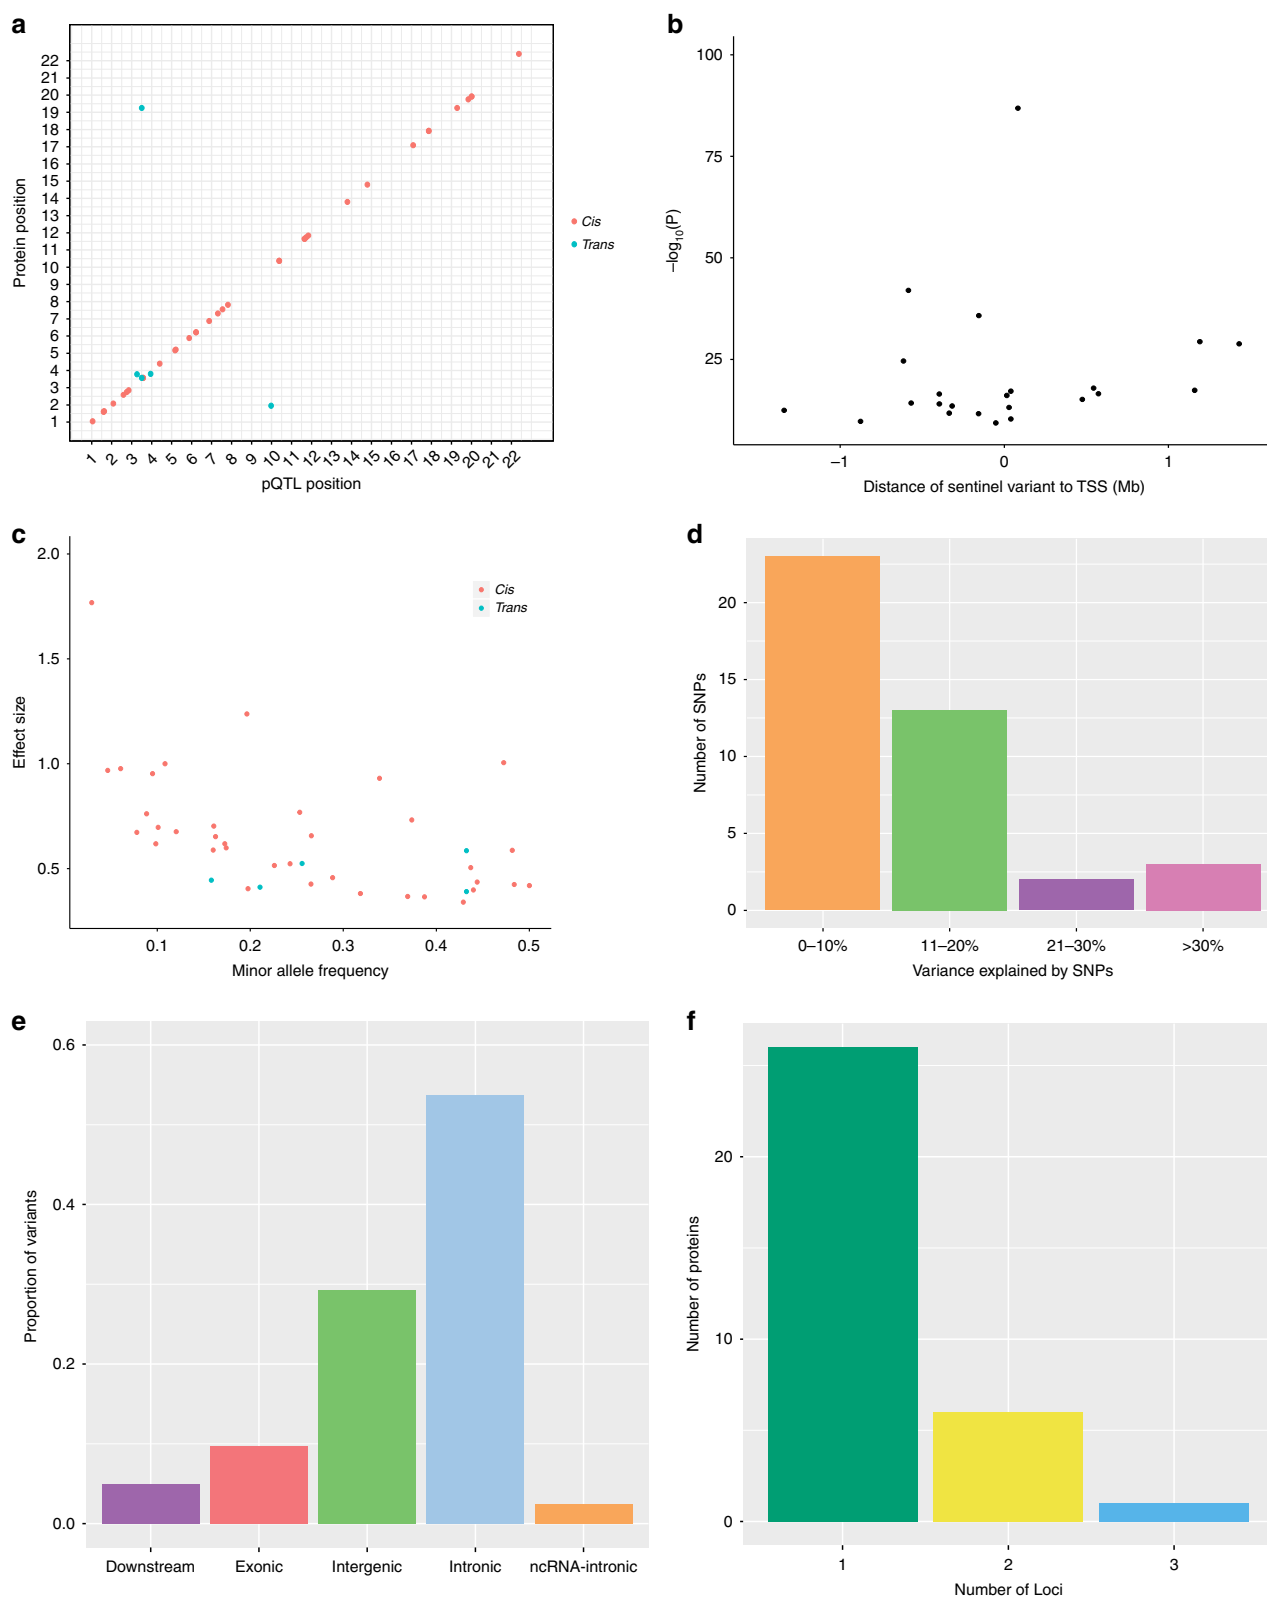 a
Protein position
22
21
20
19
18
17
16
15
14
13
12
11
10
9
8
7
6
5
4
3
2
1
1 2 3 4 5 6 7 8 9 10 11 12 13 14 15 16 17 18 19 20 21 22
pQTL position
Cis
Trans
b
−log10(P)
100
75
50
25
−1 0 1
Distance of sentinel variant to TSS (Mb)
c
Effect size
2.0
1.5
1.0
0.5
Cis
Trans
0.1 0.2 0.3 0.4 0.5
Minor allele frequency
d
Number of SNPs
20
15
10
5
0
0–10% 11–20% 21–30% >30%
Variance explained by SNPs
e
Proportion of variants
0.6
0.4
0.2
0.0
Downstream Exonic Intergenic Intronic ncRNA-intronic
f
Number of proteins
20
10
0
1 2 3
Number of Loci